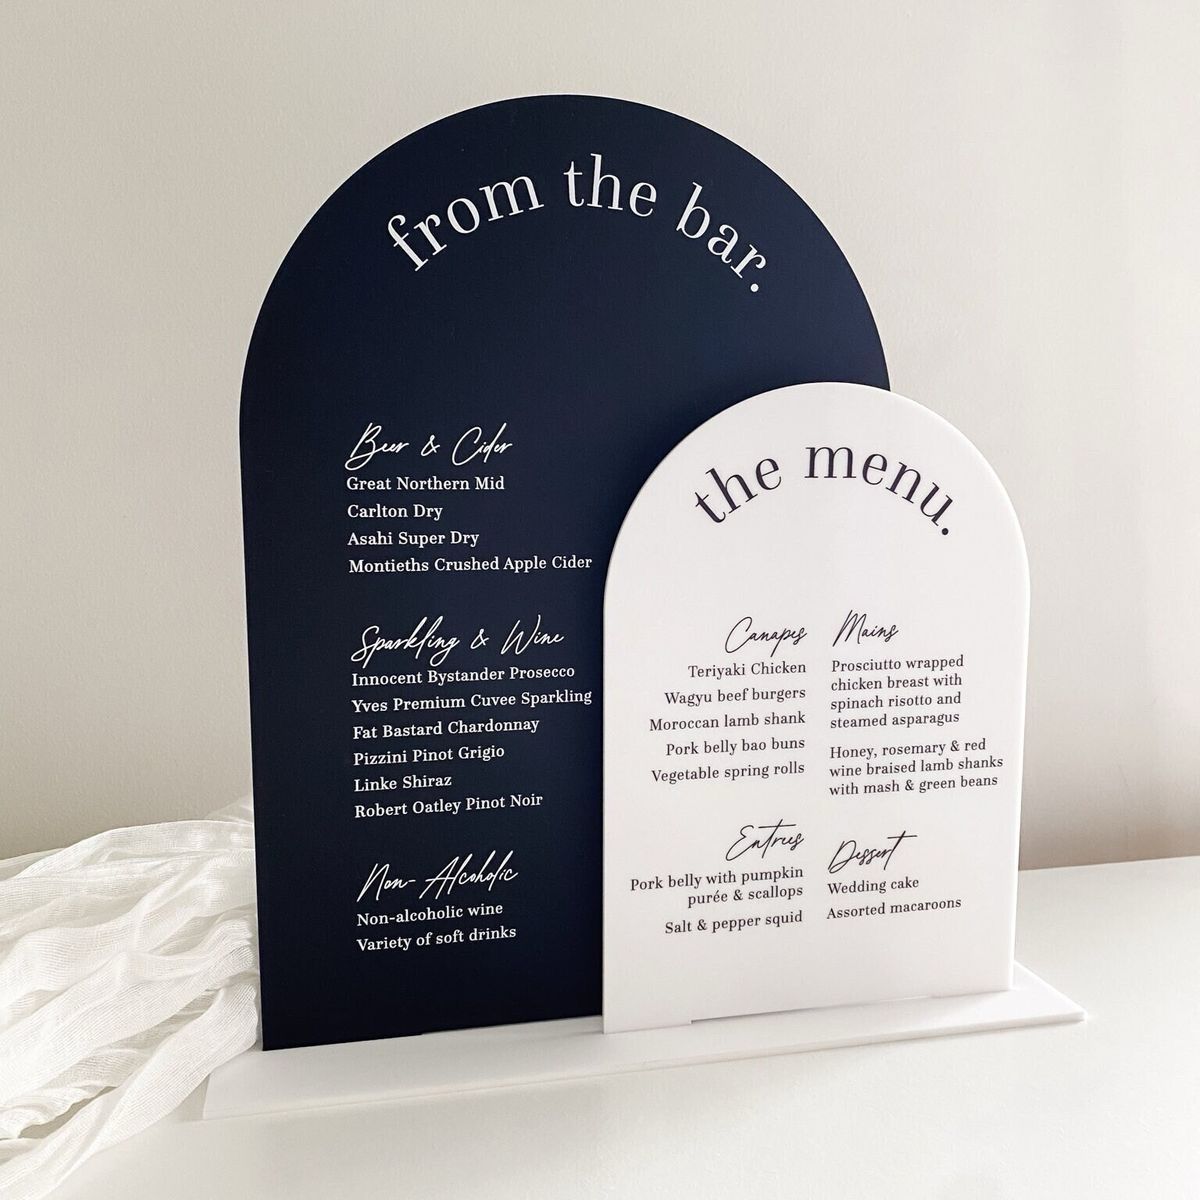 from the bar.
Beer & Cider
Great Northern Mid
Carlton Dry
Asahi Super Dry
Montieths Crushed Apple Cider
Sparkling & Wine
Innocent Bystander Prosecco
Yves Premium Cuvee Sparkling
Fat Bastard Chardonnay
Pizzini Pinot Grigio
Linke Shiraz
Robert Oatley Pinot Noir
Non-Alcoholic
Non-alcoholic wine
Variety of soft drinks
the menu.
Canapes
Teriyaki Chicken
Wagyu beef burgers
Moroccan lamb shank
Pork belly bao buns
Vegetable spring rolls
Entrees
Pork belly with pumpkin
purée & scallops
Salt & pepper squid
Mains
Prosciutto wrapped
chicken breast with
spinach risotto and
steamed asparagus
Honey, rosemary & red
wine braised lamb shanks
with mash & green beans
Dessert
Wedding cake
Assorted macaroons